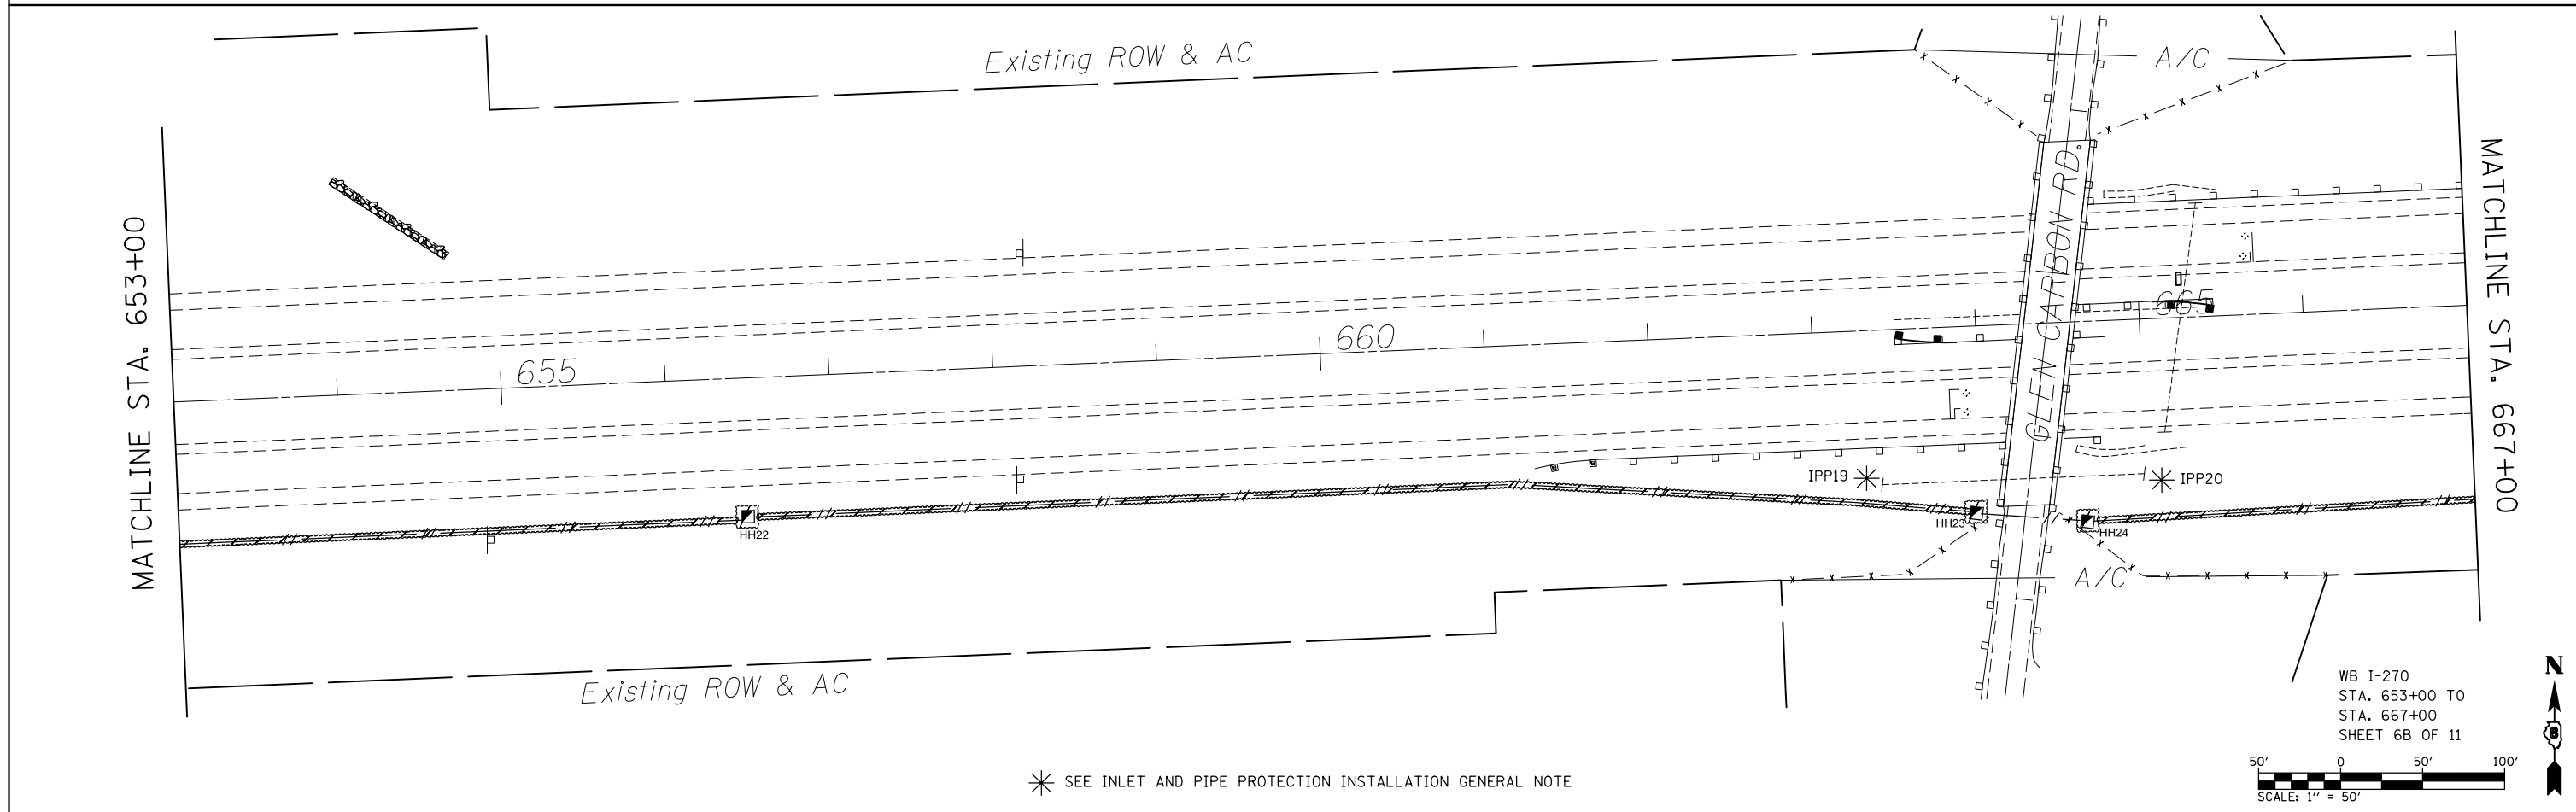 Existing ROW & AC
A/C
MATCHLINE STA. 653+00
MATCHLINE STA. 667+00
GLEN CARBON RD.
655
660
665
IPP19
IPP20
HH22
HH23
HH24
A/C
Existing ROW & AC
WB I-270
STA. 653+00 TO
STA. 667+00
SHEET 6B OF 11
N
8
50' 0 50' 100'
SCALE: 1" = 50'
SEE INLET AND PIPE PROTECTION INSTALLATION GENERAL NOTE